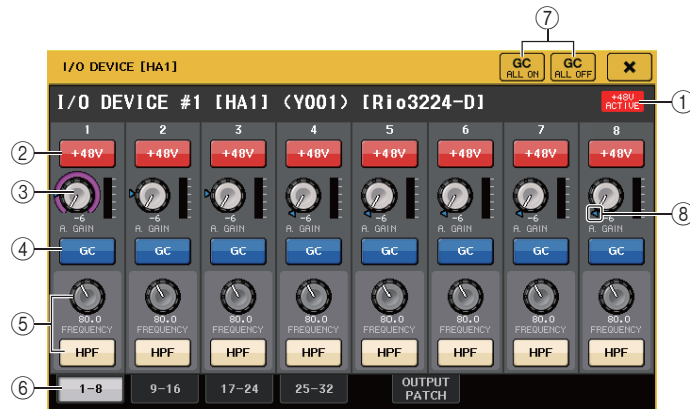 ⑦
I/O DEVICE [HA1]
GC ALL ON
GC ALL OFF
×
I/O DEVICE #1 [HA1] (Y001) [Rio3224-D]
+48V ACTIVE
①
1 2 3 4 5 6 7 8
② +48V +48V +48V +48V +48V +48V +48V +48V
③
-6 -6 -6 -6 -6 -6 -6 -6
⑧
A. GAIN A. GAIN A. GAIN A. GAIN A. GAIN A. GAIN A. GAIN A. GAIN
④ GC GC GC GC GC GC GC GC
⑤
80.0 80.0 80.0 80.0 80.0 80.0 80.0 80.0
FREQUENCY FREQUENCY FREQUENCY FREQUENCY FREQUENCY FREQUENCY FREQUENCY FREQUENCY
HPF HPF HPF HPF HPF HPF HPF HPF
⑥ 1-8 9-16 17-24 25-32 OUTPUT PATCH